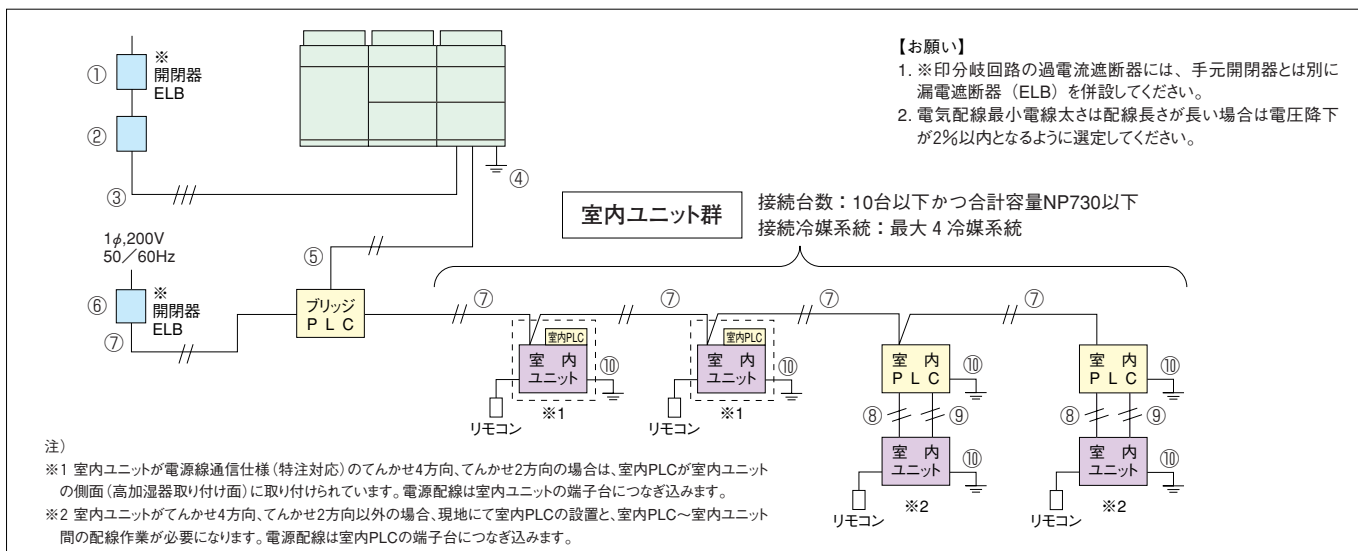 ①
※
開閉器
ELB
②
③
④
【お願い】
1. ※印分岐回路の過電流遮断器には、手元開閉器とは別に
漏電遮断器（ELB）を併設してください。
2. 電気配線最小電線太さは配線長さが長い場合は電圧降下
が2％以内となるように選定してください。
室内ユニット群
接続台数：10台以下かつ合計容量NP730以下
接続冷媒系統：最大4冷媒系統
1φ,200V
50／60Hz
⑤
⑥
※
開閉器
ELB
⑦
ブリッジ
PLC
⑦
⑦
⑦
⑦
室内PLC
室内
ユニット
⑩
リモコン
※1
室内PLC
室内
ユニット
⑩
リモコン
※1
室内
PLC
⑩
⑧
⑨
室内
ユニット
⑩
リモコン
※2
室内
PLC
⑩
⑧
⑨
室内
ユニット
⑩
リモコン
※2
注）
※1 室内ユニットが電源線通信仕様（特注対応）のてんかせ4方向、てんかせ2方向の場合は、室内PLCが室内ユニット
の側面（高加湿器取り付け面）に取り付けられています。電源配線は室内ユニットの端子台につなぎ込みます。
※2 室内ユニットがてんかせ4方向、てんかせ2方向以外の場合、現地にて室内PLCの設置と、室内PLC～室内ユニット
間の配線作業が必要になります。電源配線は室内PLCの端子台につなぎ込みます。